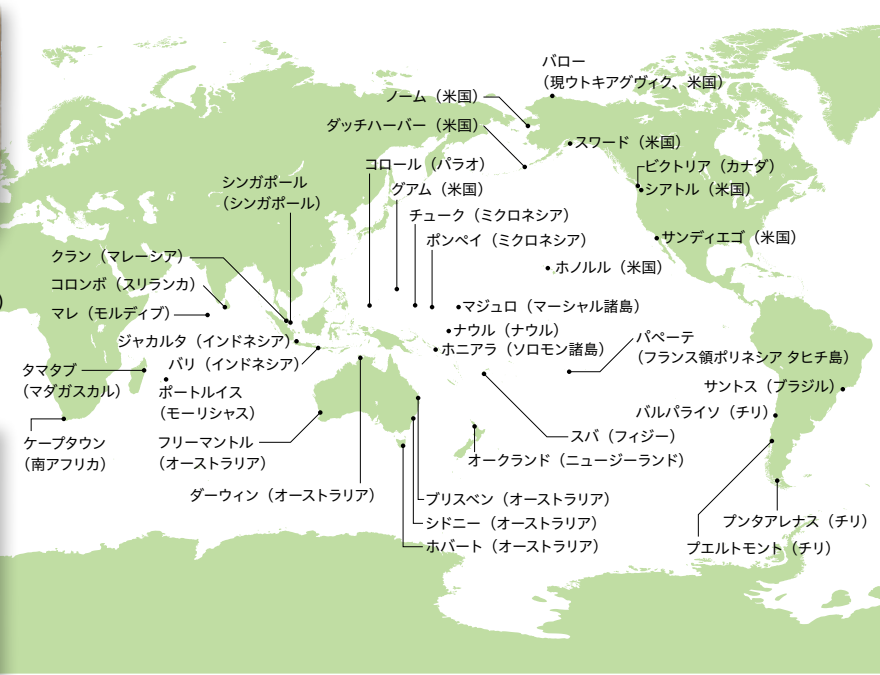 バロー
（現ウトキアグヴィク、米国）
ノーム（米国）
ダッチハーバー（米国）
スワード（米国）
コロール（パラオ）
ビクトリア（カナダ）
シンガポール
（シンガポール）
グアム（米国）
シアトル（米国）
チューク（ミクロネシア）
ポンペイ（ミクロネシア）
サンディエゴ（米国）
クラン（マレーシア）
ホノルル（米国）
コロンボ（スリランカ）
)
マレ（モルディブ）
マジュロ（マーシャル諸島）
ナウル（ナウル）
ジャカルタ（インドネシア）
ホニアラ（ソロモン諸島）
パペーテ
（フランス領ポリネシア タヒチ島）
バリ（インドネシア）
タマタブ
（マダガスカル）
サントス（ブラジル）
ポートルイス
（モーリシャス）
バルパライソ（チリ）
スバ（フィジー）
ケープタウン
（南アフリカ）
フリーマントル
（オーストラリア）
オークランド（ニュージーランド）
ダーウィン（オーストラリア）
ブリスベン（オーストラリア）
シドニー（オーストラリア）
プンタアレナス（チリ）
ホバート（オーストラリア）
プエルトモント（チリ）